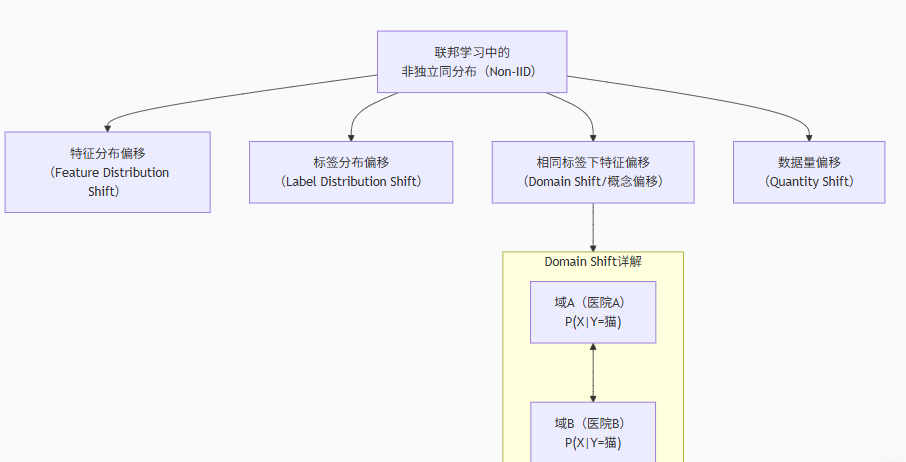 联邦学习中的
非独立同分布（Non-IID）
特征分布偏移
（Feature Distribution
Shift）
标签分布偏移
（Label Distribution Shift）
相同标签下特征偏移
（Domain Shift/概念偏移）
数据量偏移
（Quantity Shift）
Domain Shift详解
域A（医院A）
P(X|Y=猫)
域B（医院B）
P(X|Y=猫)